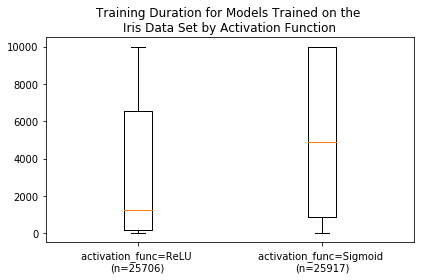 Training Duration for Models Trained on the
Iris Data Set by Activation Function
10000
8000
6000
4000
2000
0
activation_func=ReLU
(n=25706)
activation_func=Sigmoid
(n=25917)